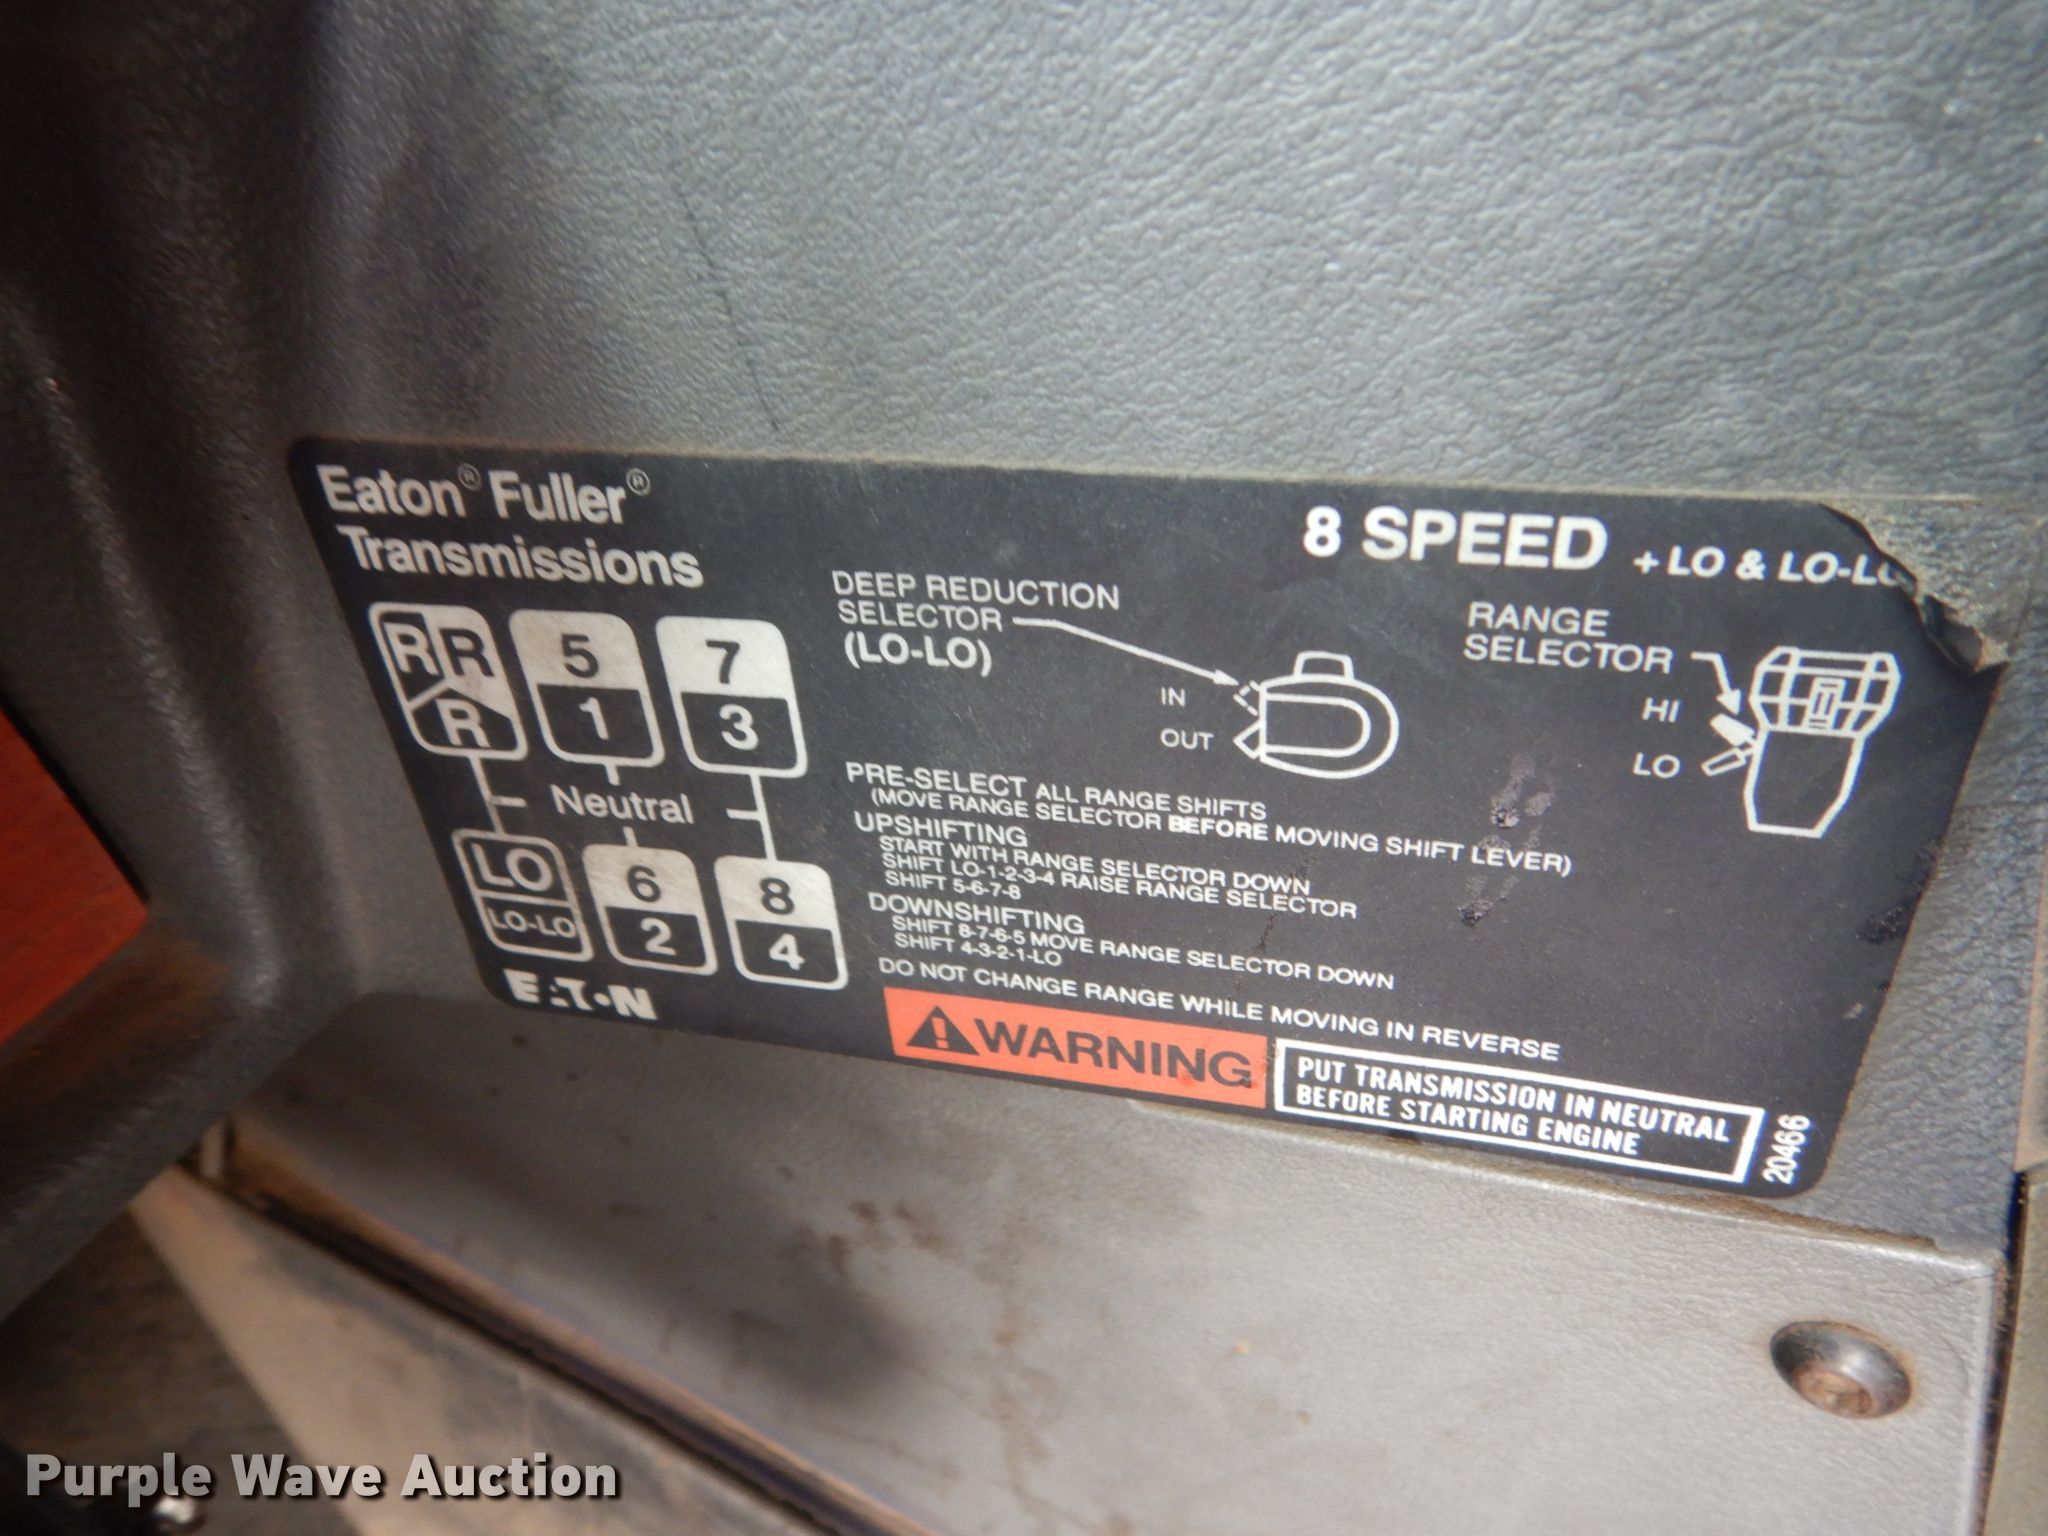 Eaton® Fuller®
Transmissions
8 SPEED + LO & LO-LO
DEEP REDUCTION
SELECTOR
(LO-LO)
IN
OUT
RANGE
SELECTOR
HI
LO
R R 5 7
R 1 3
Neutral
LO 6 8
LO-LO 2 4
EATON
PRE-SELECT ALL RANGE SHIFTS
(MOVE RANGE SELECTOR BEFORE MOVING SHIFT LEVER)
UPSHIFTING
START WITH RANGE SELECTOR DOWN
SHIFT LO-1-2-3-4 RAISE RANGE SELECTOR
SHIFT 5-6-7-8
DOWNSHIFTING
SHIFT 8-7-6-5 MOVE RANGE SELECTOR DOWN
SHIFT 4-3-2-1-LO
DO NOT CHANGE RANGE WHILE MOVING IN REVERSE
WARNING
PUT TRANSMISSION IN NEUTRAL
BEFORE STARTING ENGINE
20466
Purple Wave Auction